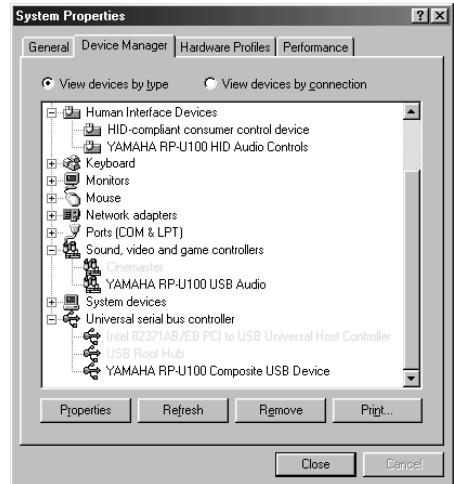 System Properties
General Device Manager Hardware Profiles Performance
View devices by type View devices by connection
Human Interface Devices
HID-compliant consumer control device
YAMAHA RP-U100 HID Audio Controls
Keyboard
Monitors
Mouse
Network adapters
Ports (COM & LPT)
Sound, video and game controllers
Cinemaster
YAMAHA RP-U100 USB Audio
System devices
Universal serial bus controller
Intel 82371AB/EB PCI to USB Universal Host Controller
USB Root Hub
YAMAHA RP-U100 Composite USB Device
Properties Refresh Remove Print...
Close Cancel